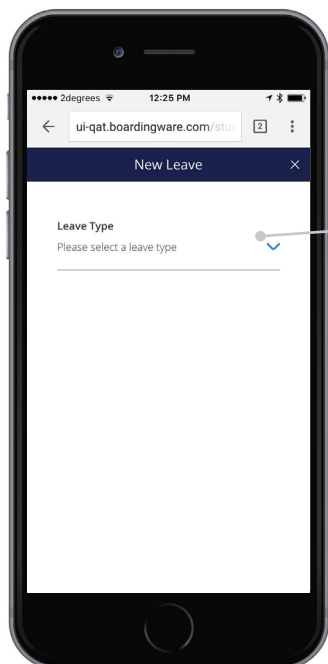 2degrees 12:25 PM
ui-qat.boardingware.com/stu
2
New Leave
Leave Type
Please select a leave type